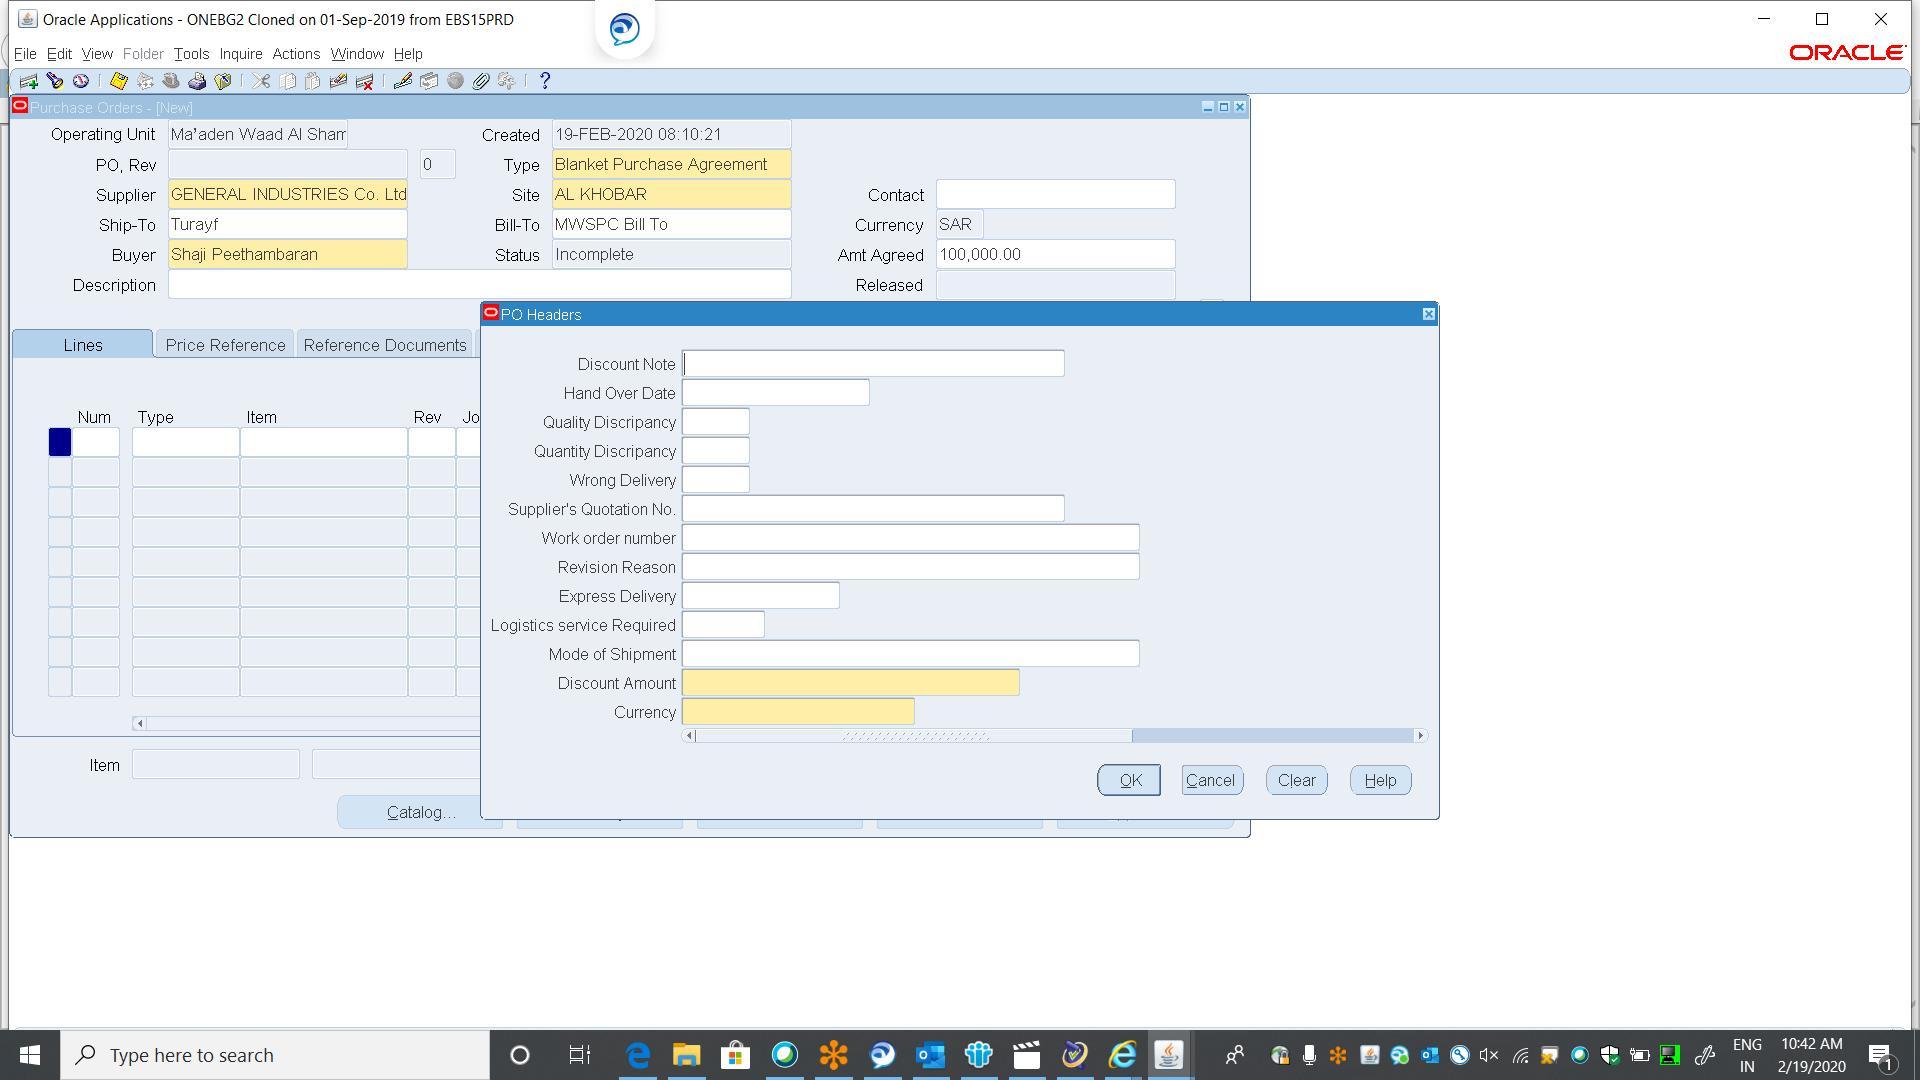 Oracle Applications - ONEBG2 Cloned on 01-Sep-2019 from EBS15PRD
File Edit View Folder Tools Inquire Actions Window Help
ORACLE
Purchase Orders - [New]
Operating Unit Ma'aden Waad Al Sham Created 19-FEB-2020 08:10:21
PO, Rev 0 Type Blanket Purchase Agreement
Supplier GENERAL INDUSTRIES Co. Ltd Site AL KHOBAR Contact
Ship-To Turayf Bill-To MWSPC Bill To Currency SAR
Buyer Shaji Peethambaran Status Incomplete Amt Agreed 100,000.00
Description Released
PO Headers
Lines Price Reference Reference Documents
Discount Note
Hand Over Date
Num Type Item Rev Jo
Quality Discripancy
Quantity Discripancy
Wrong Delivery
Supplier's Quotation No.
Work order number
Revision Reason
Express Delivery
Logistics service Required
Mode of Shipment
Discount Amount
Currency
Item
OK Cancel Clear Help
Catalog...
Type here to search
ENG
IN
10:42 AM
2/19/2020
1